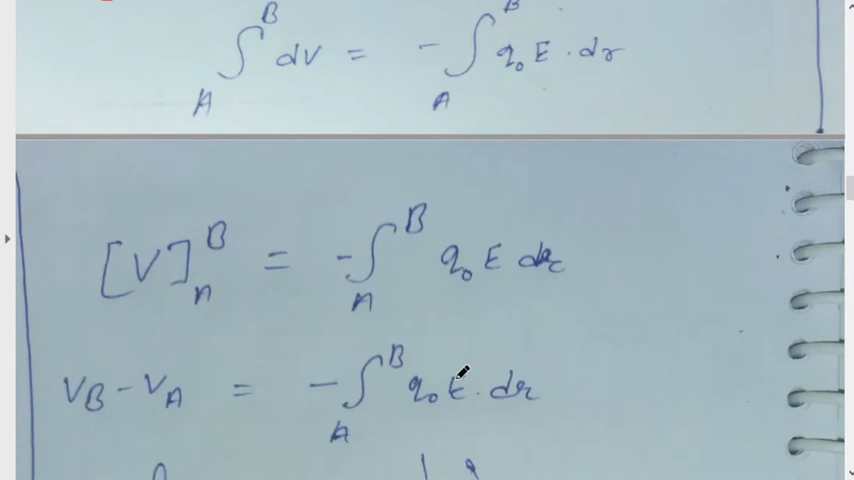 ∫_A^B dV = - ∫_A^B q₀ E · dr
[V]_A^B = - ∫_A^B q₀ E dr
V_B - V_A = - ∫_A^B q₀ E · dr